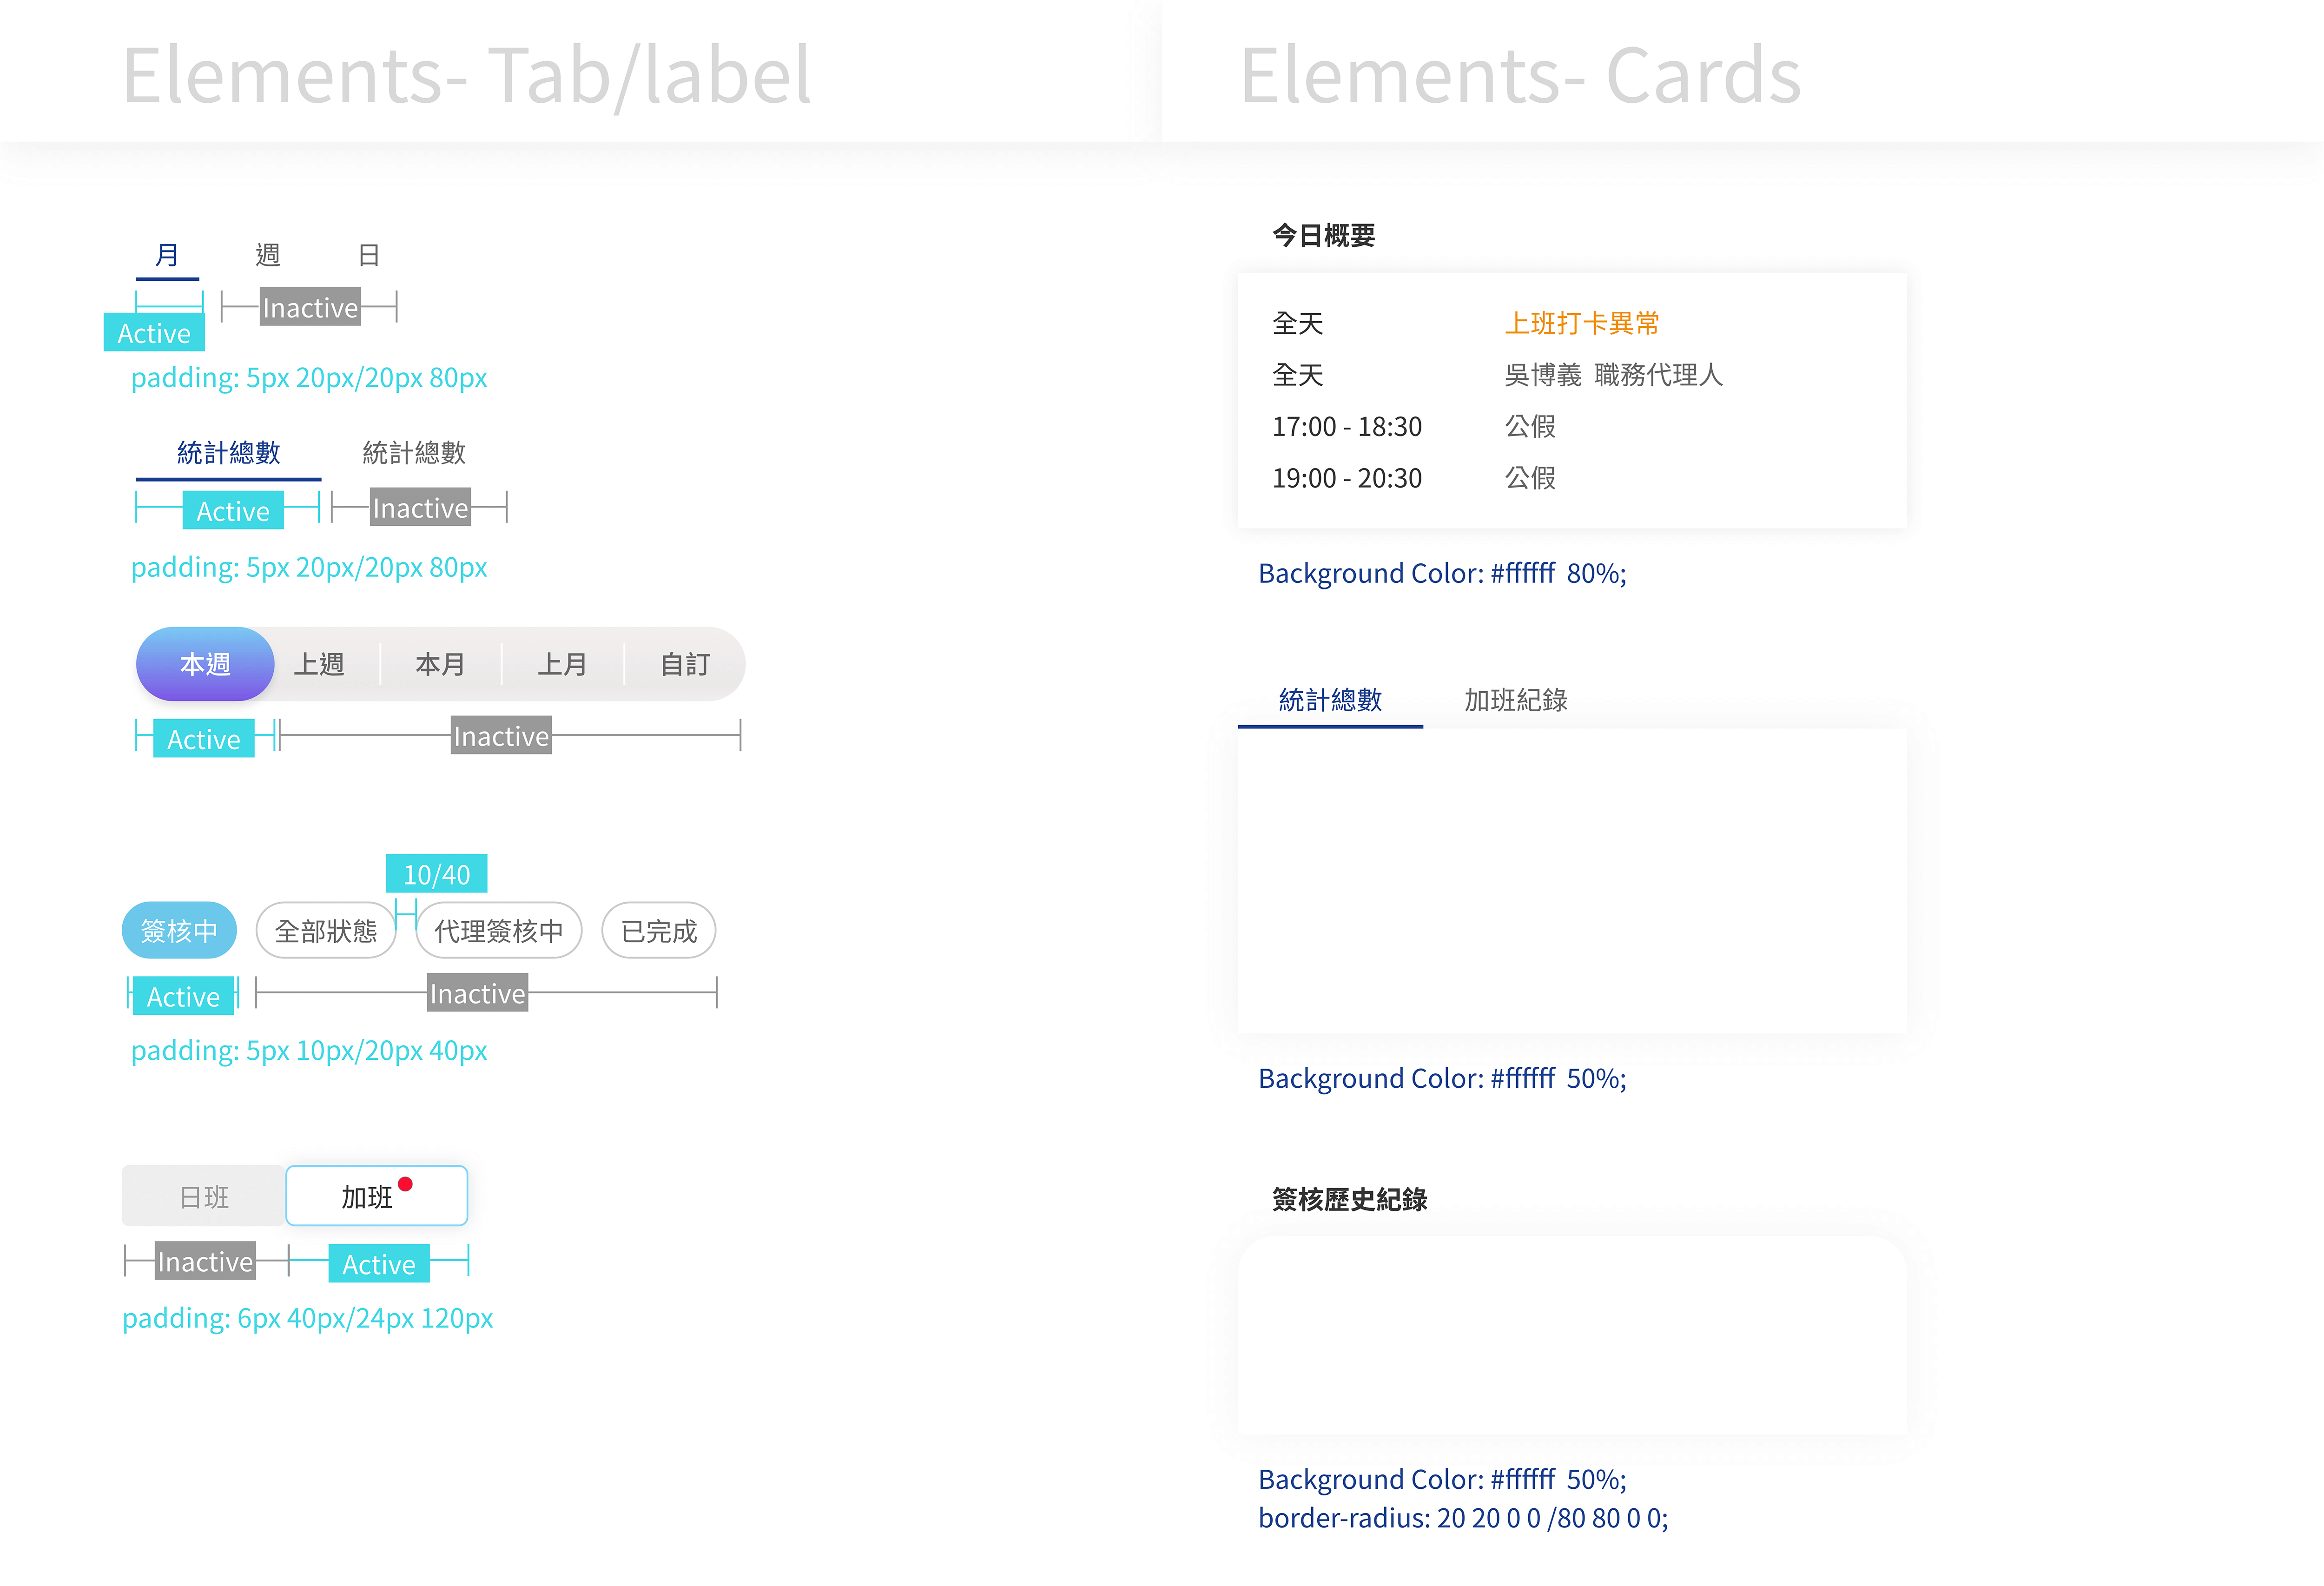 Elements- Tab/label
月 週 日
Inactive
Active
padding: 5px 20px/20px 80px
統計總數 統計總數
Active Inactive
padding: 5px 20px/20px 80px
本週 上週 本月 上月 自訂
Active Inactive
10/40
簽核中 全部狀態 代理簽核中 已完成
Active Inactive
padding: 5px 10px/20px 40px
日班 加班
Inactive Active
padding: 6px 40px/24px 120px
Elements- Cards
今日概要
全天 上班打卡異常
全天 吳博義 職務代理人
17:00 - 18:30 公假
19:00 - 20:30 公假
Background Color: #ffffff 80%;
統計總數 加班紀錄
Background Color: #ffffff 50%;
簽核歷史紀錄
Background Color: #ffffff 50%;
border-radius: 20 20 0 0 /80 80 0 0;